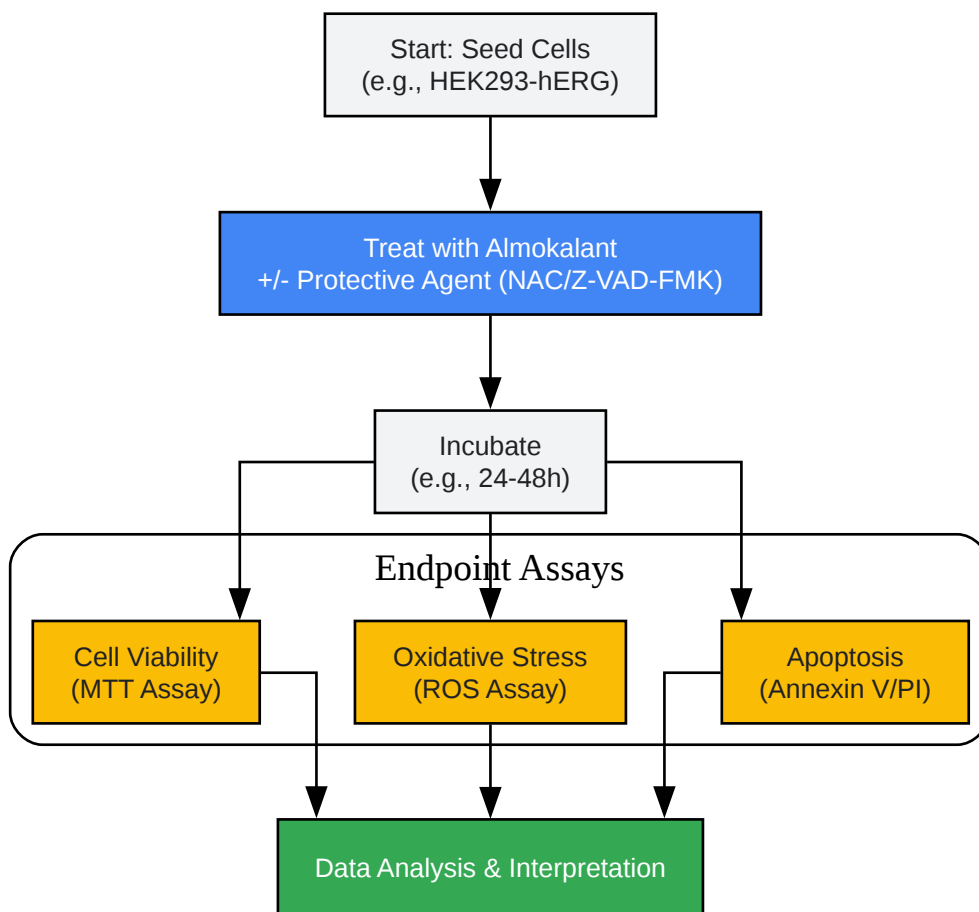 Start: Seed Cells
(e.g., HEK293-hERG)
Treat with Almokalant
+/- Protective Agent (NAC/Z-VAD-FMK)
Incubate
(e.g., 24-48h)
Endpoint Assays
Cell Viability
(MTT Assay)
Oxidative Stress
(ROS Assay)
Apoptosis
(Annexin V/PI)
Data Analysis & Interpretation